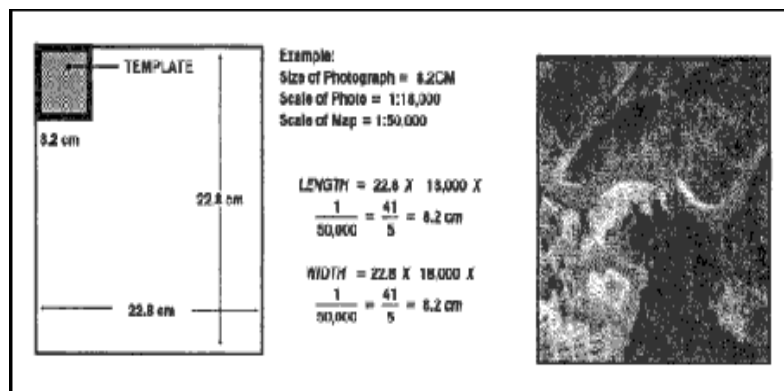 TEMPLATE
8.2 cm
22.8 cm
22.8 cm
Example:
Size of Photograph = 8.2CM
Scale of Photo = 1:18,000
Scale of Map = 1:50,000
LENGTH = 22.8 X 18,000 X
1 / 50,000 = 41 / 5 = 8.2 cm
WIDTH = 22.8 X 18,000 X
1 / 50,000 = 41 / 5 = 8.2 cm